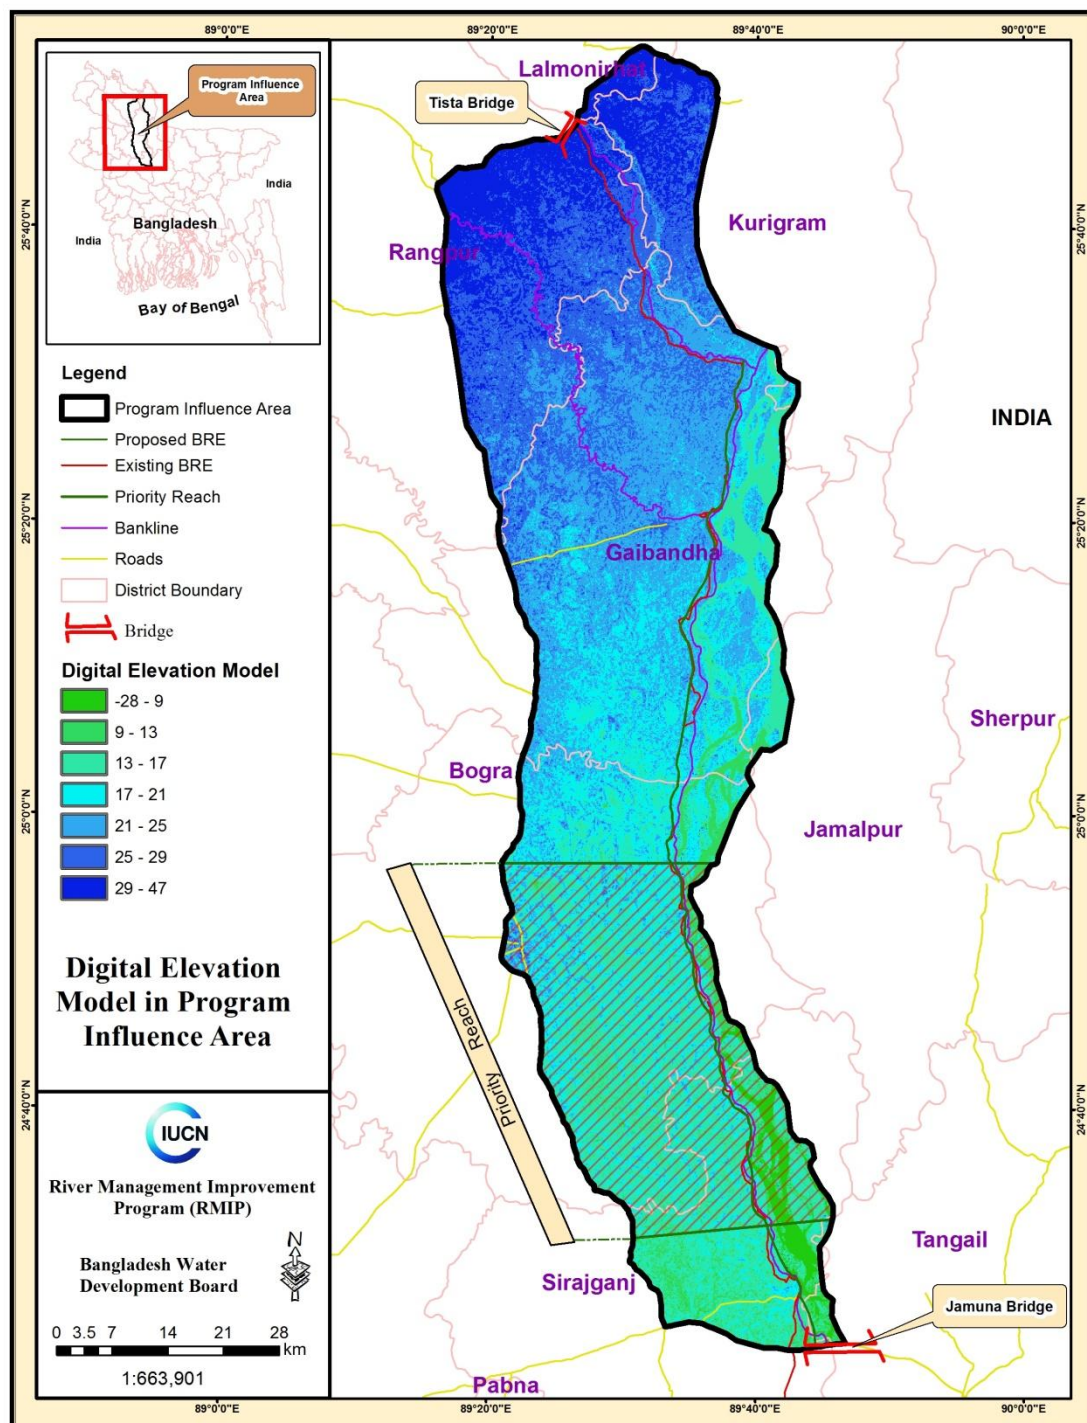 89°0'0"E
89°20'0"E
89°40'0"E
90°0'0"E
Program Influence
Area
India
Bangladesh
India
Bay of Bengal
Legend
Program Influence Area
Proposed BRE
Existing BRE
Priority Reach
Bankline
Roads
District Boundary
Bridge
Digital Elevation Model
-28 - 9
9 - 13
13 - 17
17 - 21
21 - 25
25 - 29
29 - 47
Digital Elevation
Model in Program
Influence Area
IUCN
River Management Improvement
Program (RMIP)
Bangladesh Water
Development Board
N
0 3.5 7 14 21 28
km
1:663,901
Lalmonirhat
Tista Bridge
Kurigram
Rangpur
INDIA
Gaibandha
Sherpur
Bogra
Jamalpur
Priority Reach
Tangail
Sirajganj
Jamuna Bridge
Pabna
25°40'0"N
25°20'0"N
25°0'0"N
24°40'0"N
25°40'0"N
25°20'0"N
25°0'0"N
24°40'0"N
89°0'0"E
89°20'0"E
89°40'0"E
90°0'0"E